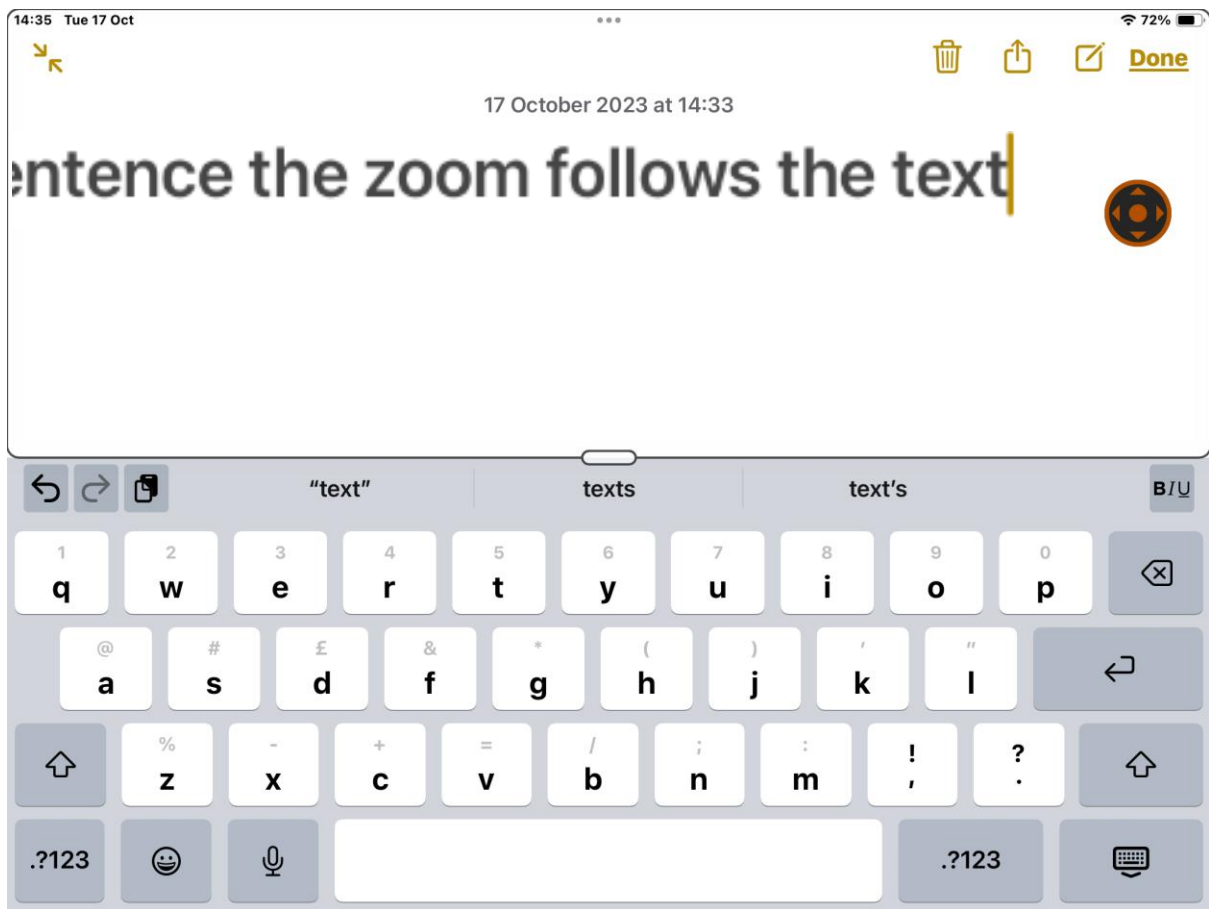 14:35 Tue 17 Oct 72%
Done
17 October 2023 at 14:33
entence the zoom follows the text
“text” texts text’s BIU
1 2 3 4 5 6 7 8 9 0
q w e r t y u i o p
@ # £ & * ( ) ' "
a s d f g h j k l
% - + = / ; : ! ?
z x c v b n m , .
.?123 .?123